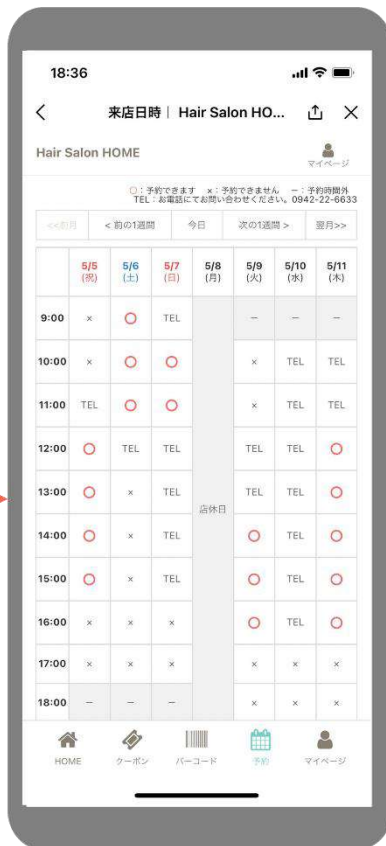 18:36
来店日時｜Hair Salon HO...
Hair Salon HOME
マイページ
○：予約できます ×：予約できません −：予約時間外
TEL：お電話にてお問い合わせください。0942-22-6633
<<前月 < 前の1週間 今日 次の1週間 > 翌月>>
5/5 5/6 5/7 5/8 5/9 5/10 5/11
(祝) (土) (日) (月) (火) (水) (木)
9:00 × ○ TEL − − −
10:00 × ○ ○ × TEL TEL
11:00 TEL ○ ○ × TEL TEL
12:00 ○ TEL TEL TEL TEL ○
13:00 ○ × TEL TEL TEL ○
店休日
14:00 ○ × TEL ○ TEL ○
15:00 ○ × TEL ○ TEL ○
16:00 × × × ○ TEL ○
17:00 × × × × × ×
18:00 − − − × × ×
HOME クーポン バーコード 予約 マイページ